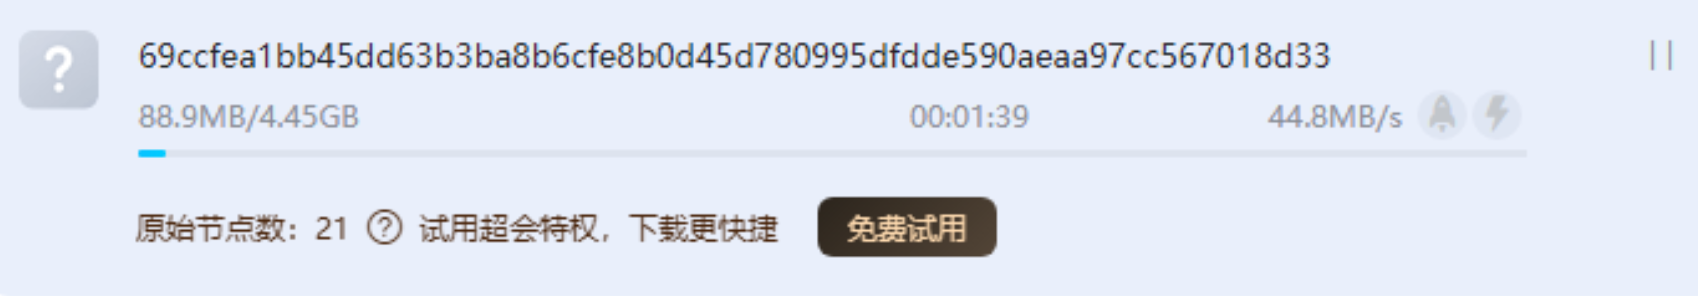 69ccfea1bb45dd63b3ba8b6cfe8b0d45d780995dfdde590aeaa97cc567018d33
88.9MB/4.45GB 00:01:39 44.8MB/s
原始节点数：21 ? 试用超会特权，下载更快捷 免费试用